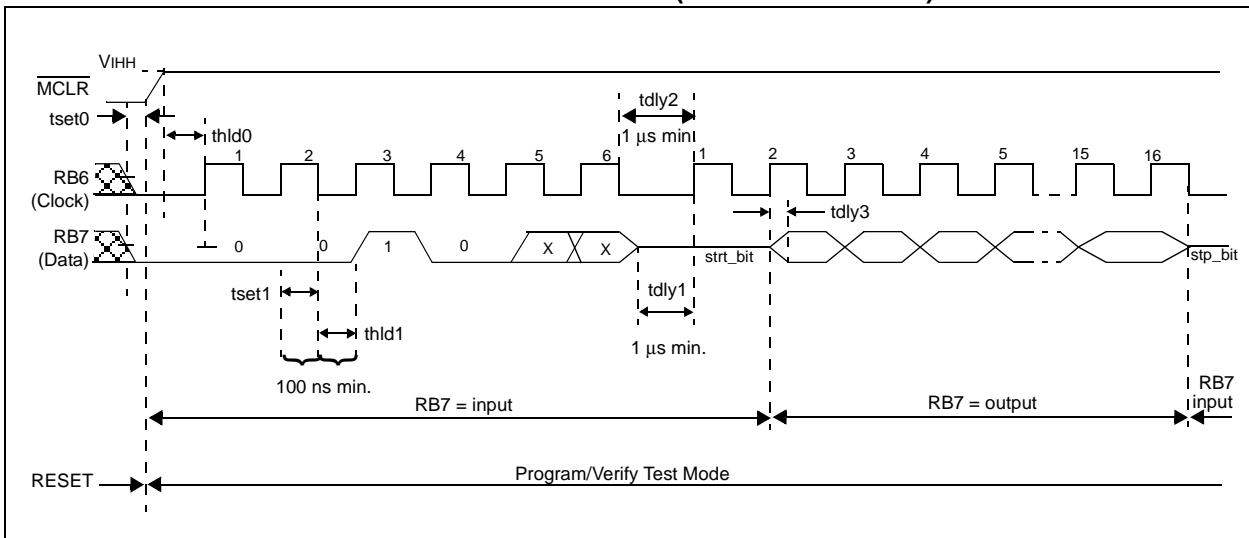 VIHH
MCLR
tset0
thld0
tdly2
1 µs min
1 2 3 4 5 6 1 2 3 4 5 15 16
RB6
(Clock)
tdly3
RB7
(Data)
0 0 1 0 X X strt_bit stp_bit
tset1
thld1
tdly1
1 µs min.
100 ns min.
RB7 = input
RB7 = output
RB7
input
RESET
Program/Verify Test Mode